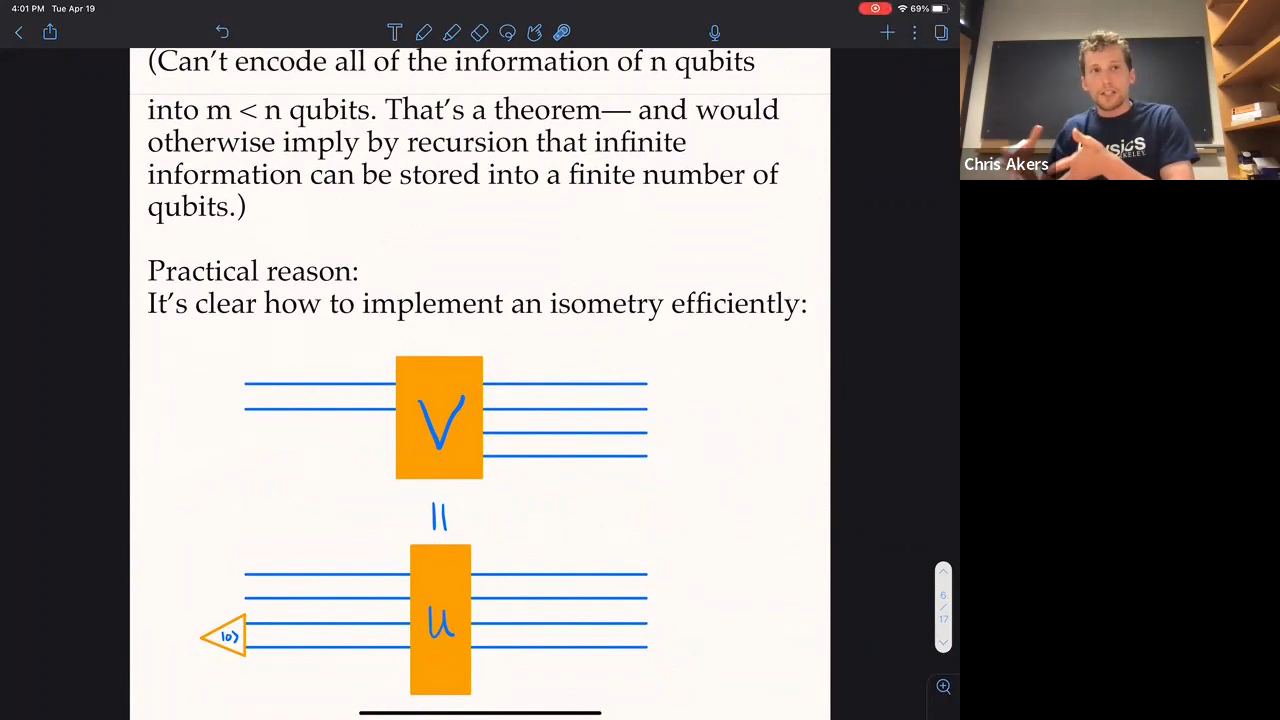 4:01 PM Tue Apr 19
69%
(Can't encode all of the information of n qubits
into m < n qubits. That's a theorem— and would
otherwise imply by recursion that infinite
information can be stored into a finite number of
qubits.)
Practical reason:
It's clear how to implement an isometry efficiently:
V
=
U
|0⟩
6
/
17
Chris Akers